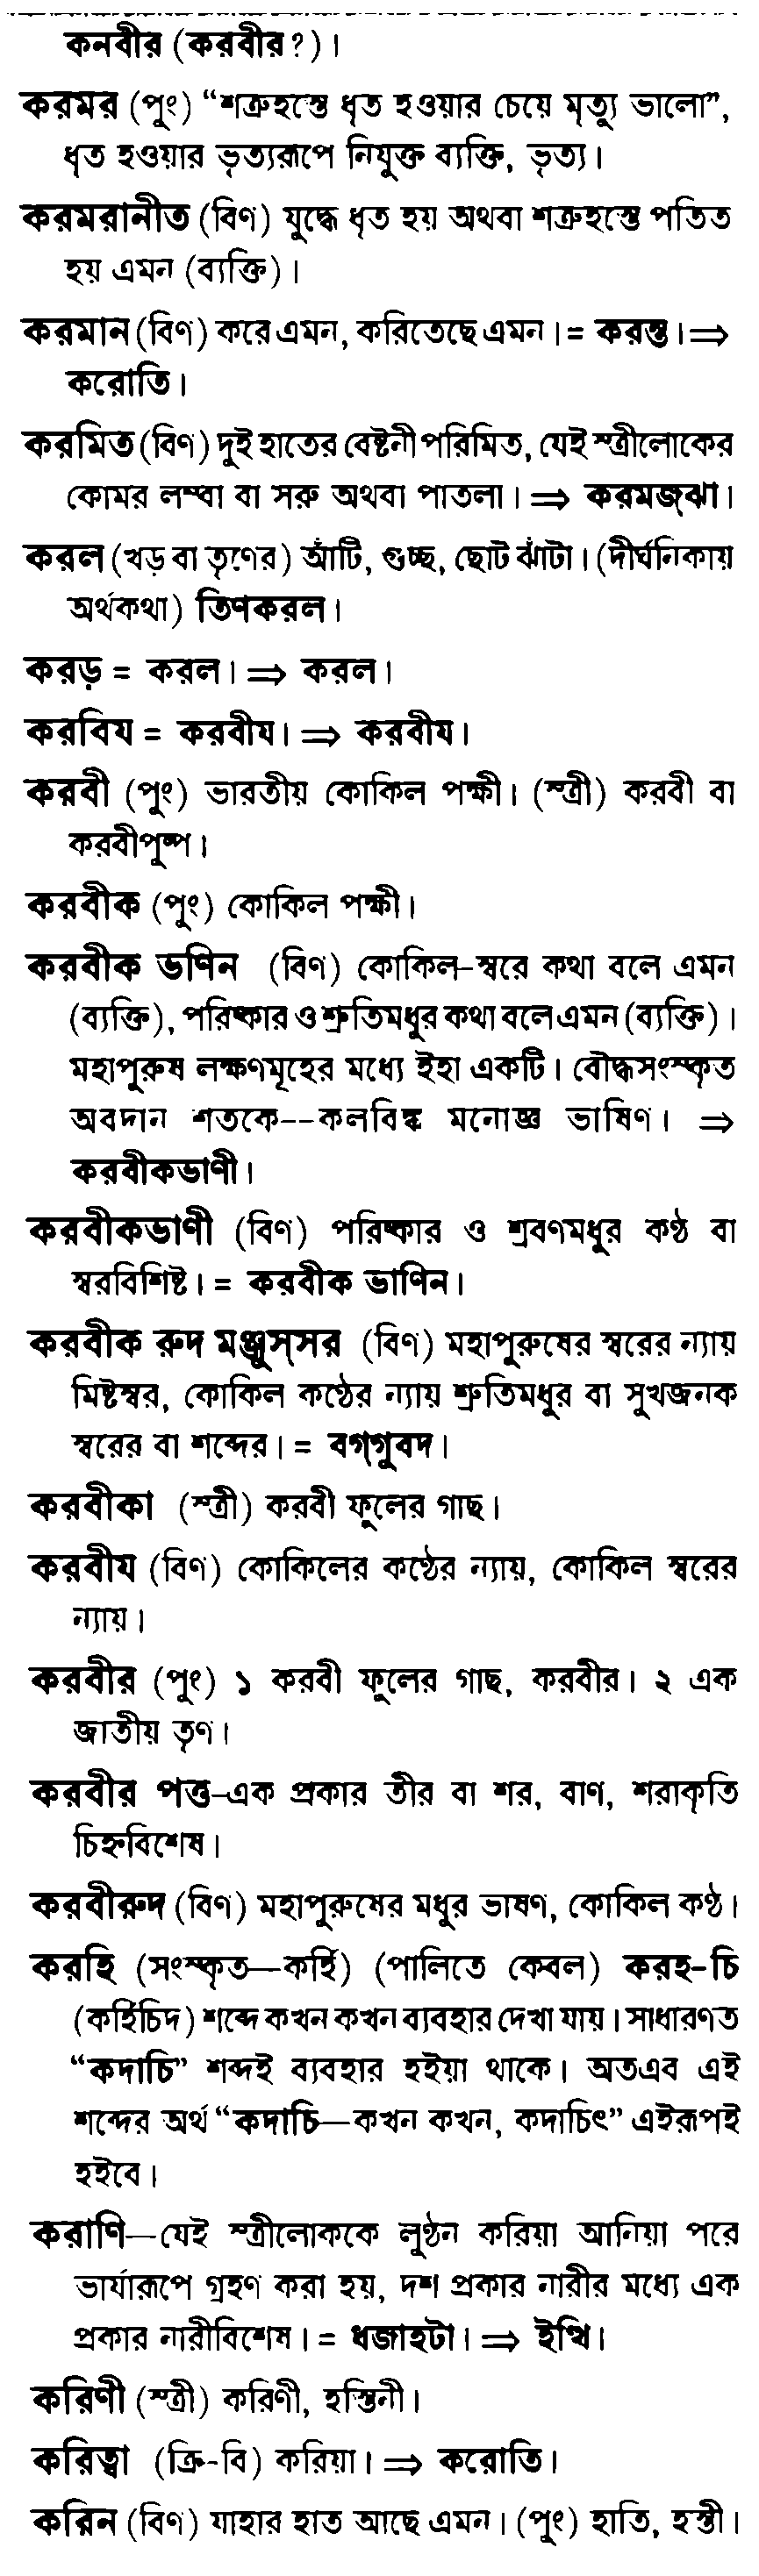 কনবীর (করবীর?)।
করমর (পুং) “শত্রুহস্তে ধৃত হওয়ার চেয়ে মৃত্যু ভালো”,
ধৃত হওয়ার ভৃত্যরূপে নিযুক্ত ব্যক্তি, ভৃত্য।
করমরানীত (বিণ) যুদ্ধে ধৃত হয় অথবা শত্রুহস্তে পতিত
হয় এমন (ব্যক্তি)।
করমান (বিণ) করে এমন, করিতেছে এমন।= করন্ত।⇒
করোতি।
করমিত (বিণ) দুই হাতের বেষ্টনী পরিমিত, যেই স্ত্রীলোকের
কোমর লম্বা বা সরু অথবা পাতলা।⇒ করমজ্ঝা।
করল (খড় বা তৃণের) আঁটি, গুচ্ছ, ছোট ঝাঁটা। (দীর্ঘনিকায়
অর্থকথা) তিণকরল।
করড় = করল।⇒ করল।
করবিয = করবীয।⇒ করবীয।
করবী (পুং) ভারতীয় কোকিল পক্ষী। (স্ত্রী) করবী বা
করবীপুষ্প।
করবীক (পুং) কোকিল পক্ষী।
করবীক ভণিন (বিণ) কোকিল-স্বরে কথা বলে এমন
(ব্যক্তি), পরিষ্কার ও শ্রুতিমধুর কথা বলে এমন (ব্যক্তি)।
মহাপুরুষ লক্ষণমূহের মধ্যে ইহা একটি। বৌদ্ধসংস্কৃত
অবদান শতকে--কলবিঙ্ক মনোজ্ঞ ভাষিণ। ⇒
করবীকভাণী।
করবীকভাণী (বিণ) পরিষ্কার ও শ্রবণমধুর কণ্ঠ বা
স্বরবিশিষ্ট।= করবীক ভাণিন।
করবীক রুদ মঞ্জুস্সর (বিণ) মহাপুরুষের স্বরের ন্যায়
মিষ্টস্বর, কোকিল কণ্ঠের ন্যায় শ্রুতিমধুর বা সুখজনক
স্বরের বা শব্দের।= বগ্গুবদ।
করবীকা (স্ত্রী) করবী ফুলের গাছ।
করবীয (বিণ) কোকিলের কণ্ঠের ন্যায়, কোকিল স্বরের
ন্যায়।
করবীর (পুং) ১ করবী ফুলের গাছ, করবীর। ২ এক
জাতীয় তৃণ।
করবীর পত্ত-এক প্রকার তীর বা শর, বাণ, শরাকৃতি
চিহ্নবিশেষ।
করবীরুদ (বিণ) মহাপুরুষের মধুর ভাষণ, কোকিল কণ্ঠ।
করহি (সংস্কৃত—কর্হি) (পালিতে কেবল) করহ-চি
(কর্হিচিদ) শব্দে কখন কখন ব্যবহার দেখা যায়। সাধারণত
“কদাচি” শব্দই ব্যবহার হইয়া থাকে। অতএব এই
শব্দের অর্থ “কদাচি—কখন কখন, কদাচিৎ” এইরূপই
হইবে।
করাণি—যেই স্ত্রীলোককে লুণ্ঠন করিয়া আনিয়া পরে
ভার্যারূপে গ্রহণ করা হয়, দশ প্রকার নারীর মধ্যে এক
প্রকার নারীবিশেষ।= ধজাহটা।⇒ ইত্থি।
করিণী (স্ত্রী) করিণী, হস্তিনী।
করিত্বা (ক্রি-বি) করিয়া।⇒ করোতি।
করিন (বিণ) যাহার হাত আছে এমন। (পুং) হাতি, হস্তী।